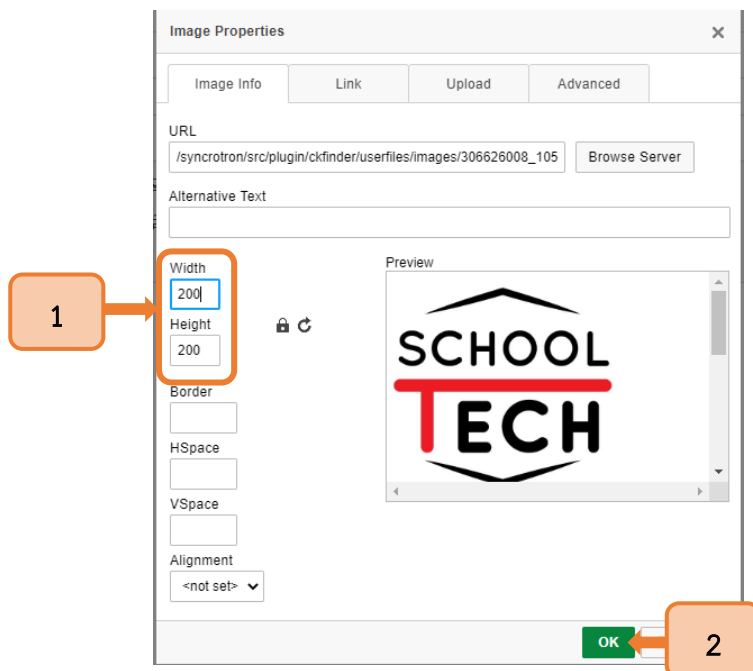 Image Properties
Image Info Link Upload Advanced
URL
/syncrotron/src/plugin/ckfinder/userfiles/images/306626008_105 Browse Server
Alternative Text
Width
200
Height
200
1
Preview
SCHOOL
TECH
Border
HSpace
VSpace
Alignment
<not set>
OK
2